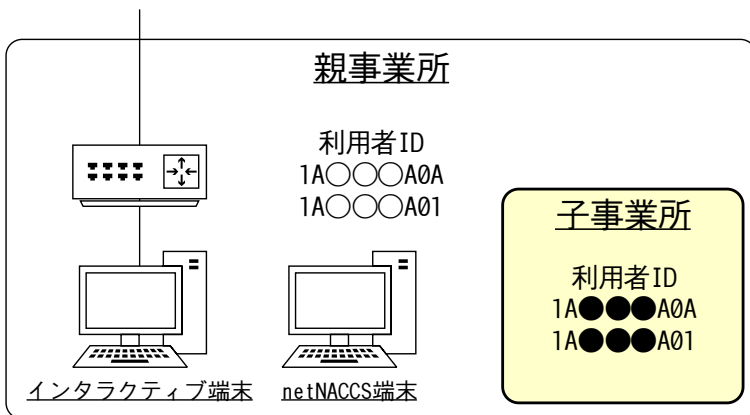 親事業所
利用者ID
1A○○○A0A
1A○○○A01
子事業所
利用者ID
1A●●●A0A
1A●●●A01
インタラクティブ端末
netNACCS端末